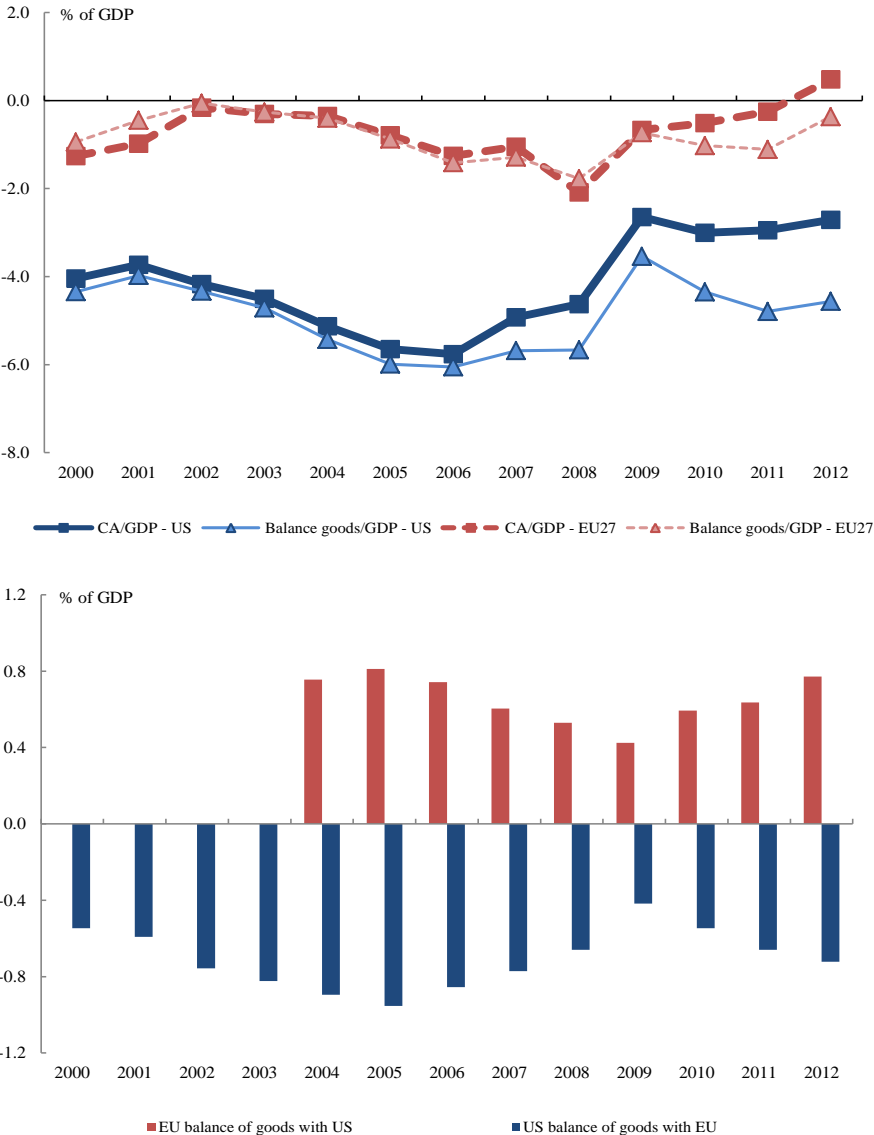 2.0
% of GDP
0.0
-2.0
-4.0
-6.0
-8.0
2000 2001 2002 2003 2004 2005 2006 2007 2008 2009 2010 2011 2012
CA/GDP - US Balance goods/GDP - US CA/GDP - EU27 Balance goods/GDP - EU27
1.2
% of GDP
0.8
0.4
0.0
-0.4
-0.8
-1.2
2000 2001 2002 2003 2004 2005 2006 2007 2008 2009 2010 2011 2012
EU balance of goods with US US balance of goods with EU